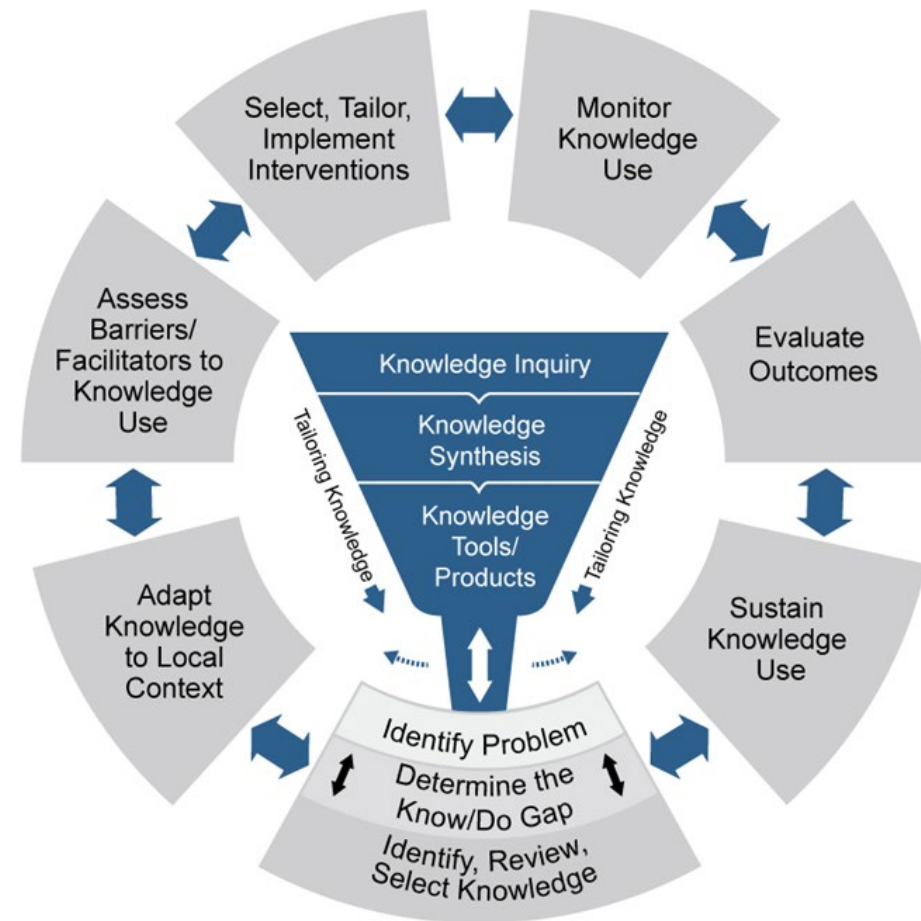 Select, Tailor,
Implement
Interventions
Monitor
Knowledge
Use
Assess
Barriers/
Facilitators to
Knowledge
Use
Evaluate
Outcomes
Knowledge Inquiry
Knowledge
Synthesis
Knowledge
Tools/
Products
Tailoring Knowledge
Tailoring Knowledge
Adapt
Knowledge
to Local
Context
Sustain
Knowledge
Use
Identify Problem
Determine the
Know/Do Gap
Identify, Review,
Select Knowledge